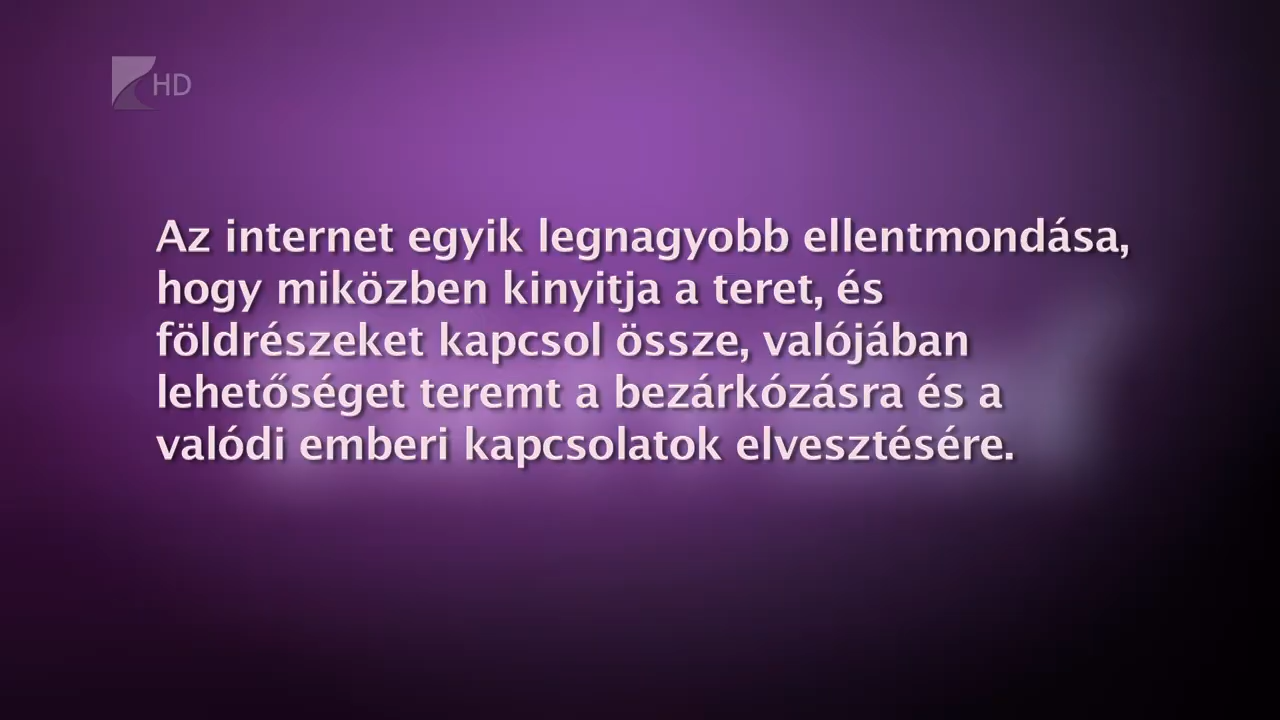 HD
Az internet egyik legnagyobb ellentmondása,
hogy miközben kinyitja a teret, és
földrészeket kapcsol össze, valójában
lehetőséget teremt a bezárkózásra és a
valódi emberi kapcsolatok elvesztésére.